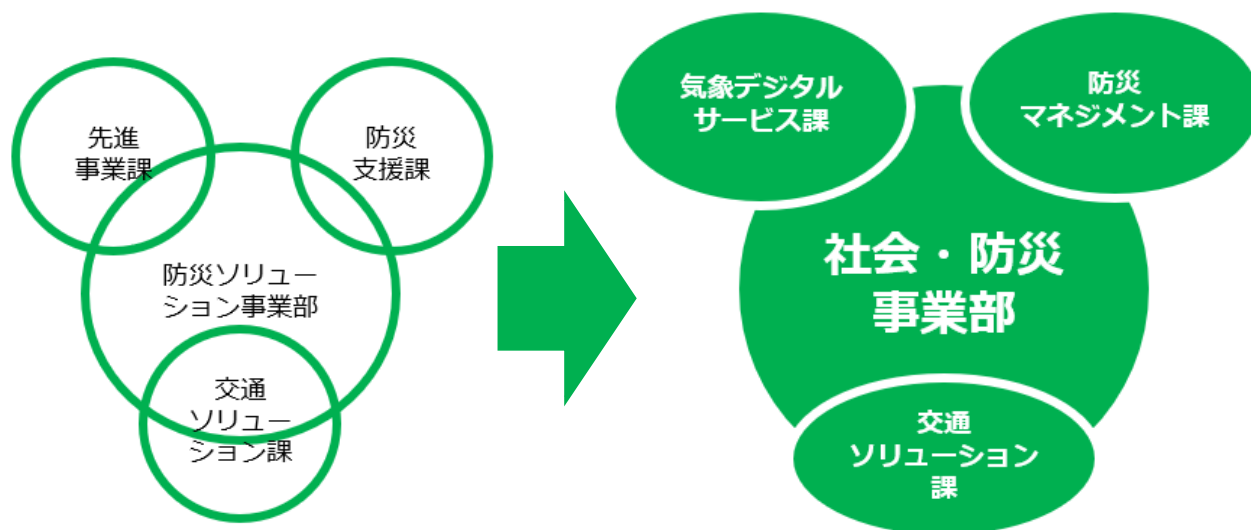 先進
事業課
防災
支援課
防災ソリュー
ション事業部
交通
ソリュー
ション課
気象デジタル
サービス課
防災
マネジメント課
社会・防災
事業部
交通
ソリューション
課